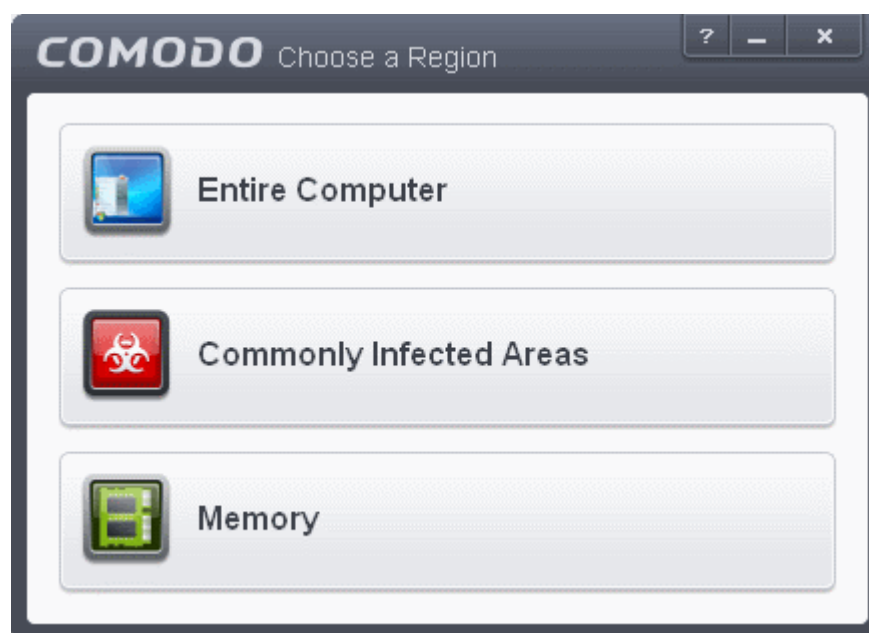 COMODO Choose a Region
?
Entire Computer
Commonly Infected Areas
Memory